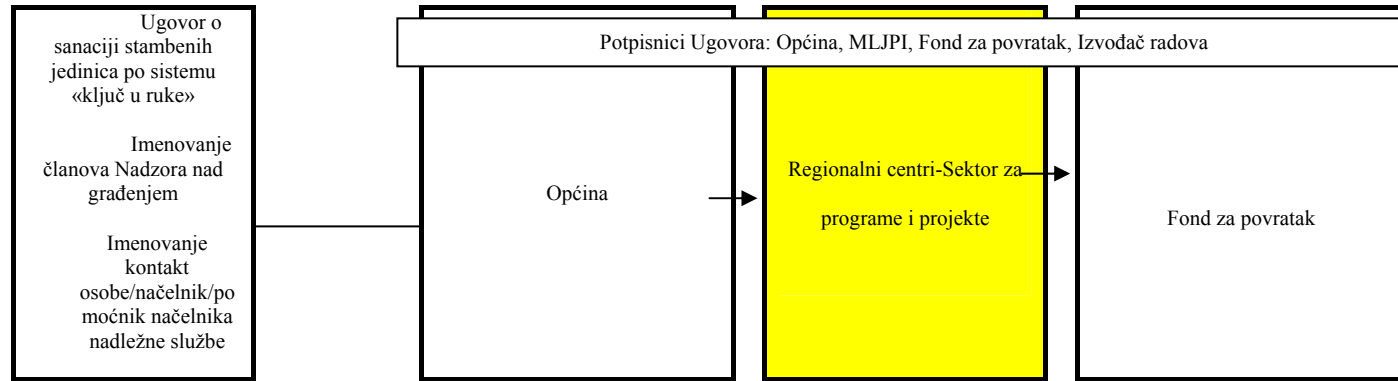 Ugovor o
sanaciji stambenih
jedinica po sistemu
«ključ u ruke»
Imenovanje
članova Nadzora nad
građenjem
Imenovanje
kontakt
osobe/načelnik/po
moćnik načelnika
nadležne službe
Potpisnici Ugovora: Općina, MLJPI, Fond za povratak, Izvođač radova
Općina
Regionalni centri-Sektor za
programe i projekte
Fond za povratak